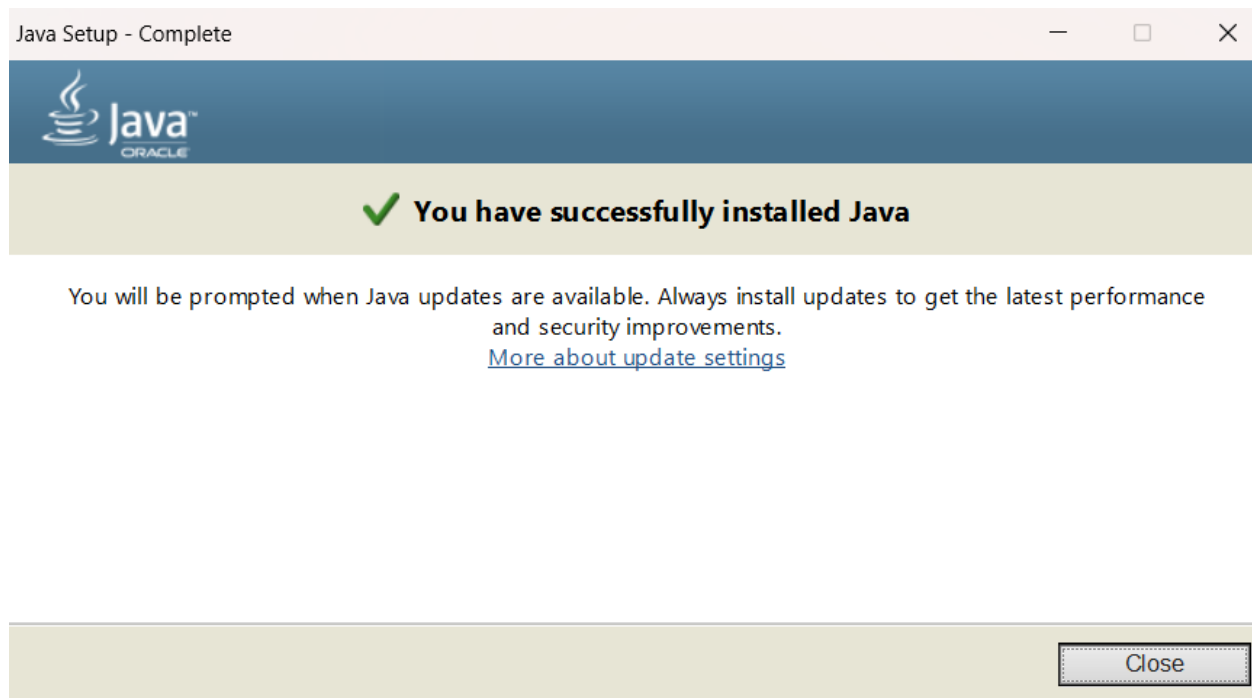 Java Setup - Complete
Java™
ORACLE
You have successfully installed Java
You will be prompted when Java updates are available. Always install updates to get the latest performance
and security improvements.
More about update settings
Close